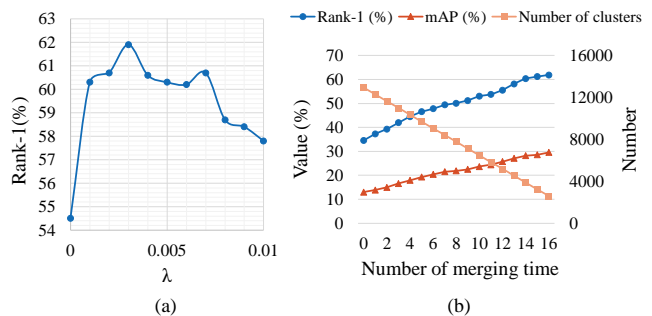 (a)
Rank-1(%)
63
62
61
60
59
58
57
56
55
54
0 0.005 0.01
λ
(b)
Rank-1 (%) mAP (%) Number of clusters
Value (%)
70
60
50
40
30
20
10
0
16000
12000
8000
4000
0
Number
0 2 4 6 8 10 12 14 16
Number of merging time
(a) (b)